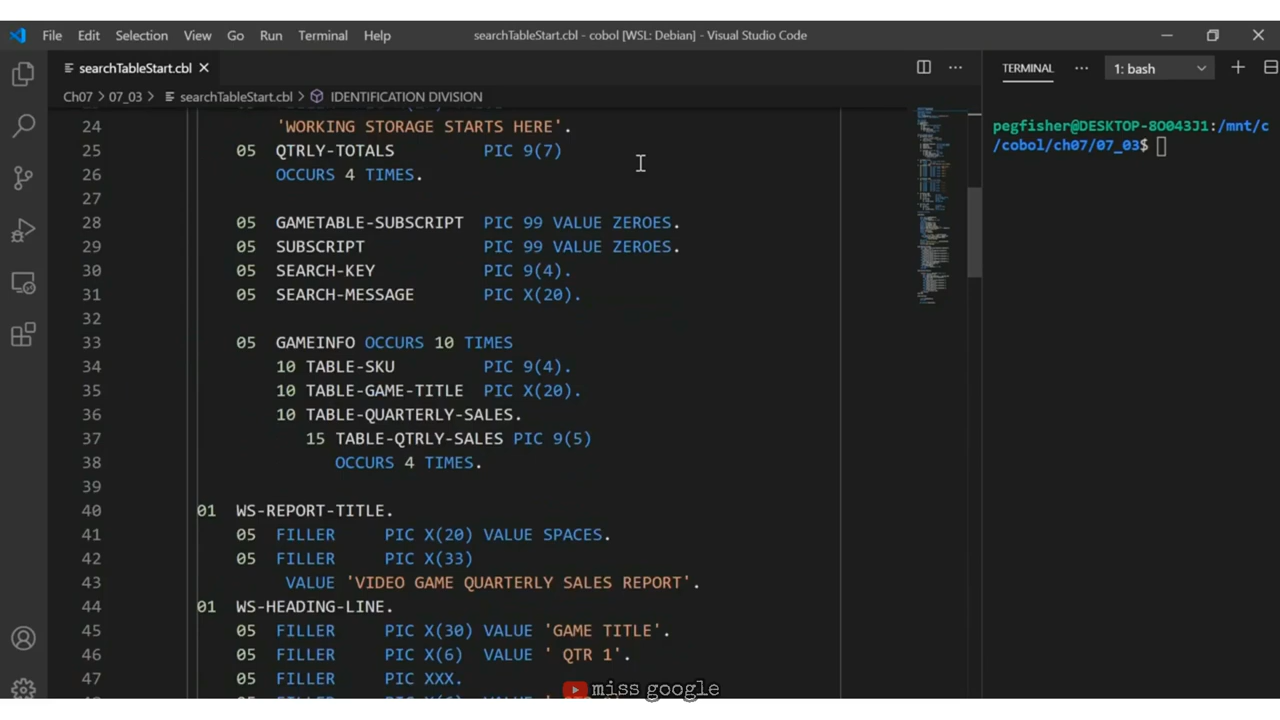 File Edit Selection View Go Run Terminal Help searchTableStart.cbl - cobol [WSL: Debian] - Visual Studio Code
searchTableStart.cbl
Ch07 > 07_03 > searchTableStart.cbl > IDENTIFICATION DIVISION
24 'WORKING STORAGE STARTS HERE'.
25 05 QTRLY-TOTALS PIC 9(7)
26 OCCURS 4 TIMES.
27
28 05 GAMETABLE-SUBSCRIPT PIC 99 VALUE ZEROES.
29 05 SUBSCRIPT PIC 99 VALUE ZEROES.
30 05 SEARCH-KEY PIC 9(4).
31 05 SEARCH-MESSAGE PIC X(20).
32
33 05 GAMEINFO OCCURS 10 TIMES
34 10 TABLE-SKU PIC 9(4).
35 10 TABLE-GAME-TITLE PIC X(20).
36 10 TABLE-QUARTERLY-SALES.
37 15 TABLE-QTRLY-SALES PIC 9(5)
38 OCCURS 4 TIMES.
39
40 01 WS-REPORT-TITLE.
41 05 FILLER PIC X(20) VALUE SPACES.
42 05 FILLER PIC X(33)
43 VALUE 'VIDEO GAME QUARTERLY SALES REPORT'.
44 01 WS-HEADING-LINE.
45 05 FILLER PIC X(30) VALUE 'GAME TITLE'.
46 05 FILLER PIC X(6) VALUE ' QTR 1'.
47 05 FILLER PIC XXX.
TERMINAL ... 1: bash
pegfisher@DESKTOP-8O043J1:/mnt/c
/cobol/ch07/07_03$
miss google